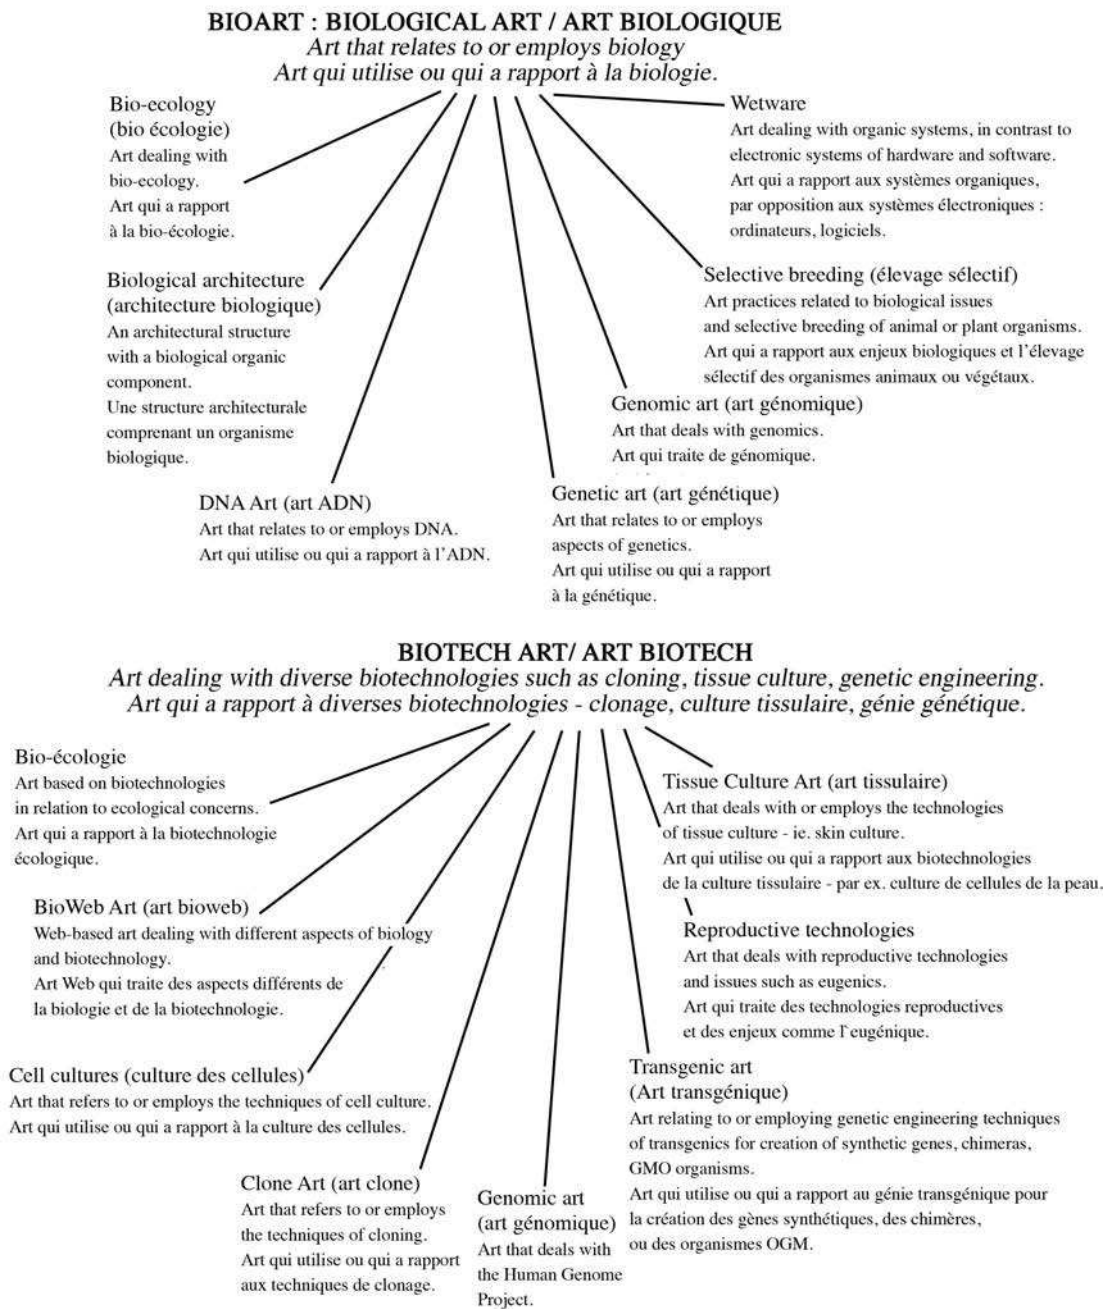 BIOART : BIOLOGICAL ART / ART BIOLOGIQUE
Art that relates to or employs biology
Art qui utilise ou qui a rapport à la biologie.
Bio-ecology
(bio écologie)
Art dealing with
bio-ecology.
Art qui a rapport
à la bio-écologie.
Wetware
Art dealing with organic systems, in contrast to
electronic systems of hardware and software.
Art qui a rapport aux systèmes organiques,
par opposition aux systèmes électroniques :
ordinateurs, logiciels.
Biological architecture
(architecture biologique)
An architectural structure
with a biological organic
component.
Une structure architecturale
comprenant un organisme
biologique.
Selective breeding (élevage sélectif)
Art practices related to biological issues
and selective breeding of animal or plant organisms.
Art qui a rapport aux enjeux biologiques et l'élevage
sélectif des organismes animaux ou végétaux.
Genomic art (art génomique)
Art that deals with genomics.
Art qui traite de génomique.
DNA Art (art ADN)
Art that relates to or employs DNA.
Art qui utilise ou qui a rapport à l'ADN.
Genetic art (art génétique)
Art that relates to or employs
aspects of genetics.
Art qui utilise ou qui a rapport
à la génétique.
BIOTECH ART/ ART BIOTECH
Art dealing with diverse biotechnologies such as cloning, tissue culture, genetic engineering.
Art qui a rapport à diverses biotechnologies - clonage, culture tissulaire, génie génétique.
Bio-écologie
Art based on biotechnologies
in relation to ecological concerns.
Art qui a rapport à la biotechnologie
écologique.
Tissue Culture Art (art tissulaire)
Art that deals with or employs the technologies
of tissue culture - ie. skin culture.
Art qui utilise ou qui a rapport aux biotechnologies
de la culture tissulaire - par ex. culture de cellules de la peau.
BioWeb Art (art bioweb)
Web-based art dealing with different aspects of biology
and biotechnology.
Art Web qui traite des aspects différents de
la biologie et de la biotechnologie.
Reproductive technologies
Art that deals with reproductive technologies
and issues such as eugenics.
Art qui traite des technologies reproductives
et des enjeux comme l'eugénique.
Cell cultures (culture des cellules)
Art that refers to or employs the techniques of cell culture.
Art qui utilise ou qui a rapport à la culture des cellules.
Transgenic art
(Art transgénique)
Art relating to or employing genetic engineering techniques
of transgenics for creation of synthetic genes, chimeras,
GMO organisms.
Art qui utilise ou qui a rapport au génie transgénique pour
la création des gènes synthétiques, des chimères,
ou des organismes OGM.
Clone Art (art clone)
Art that refers to or employs
the techniques of cloning.
Art qui utilise ou qui a rapport
aux techniques de clonage.
Genomic art
(art génomique)
Art that deals with
the Human Genome
Project.